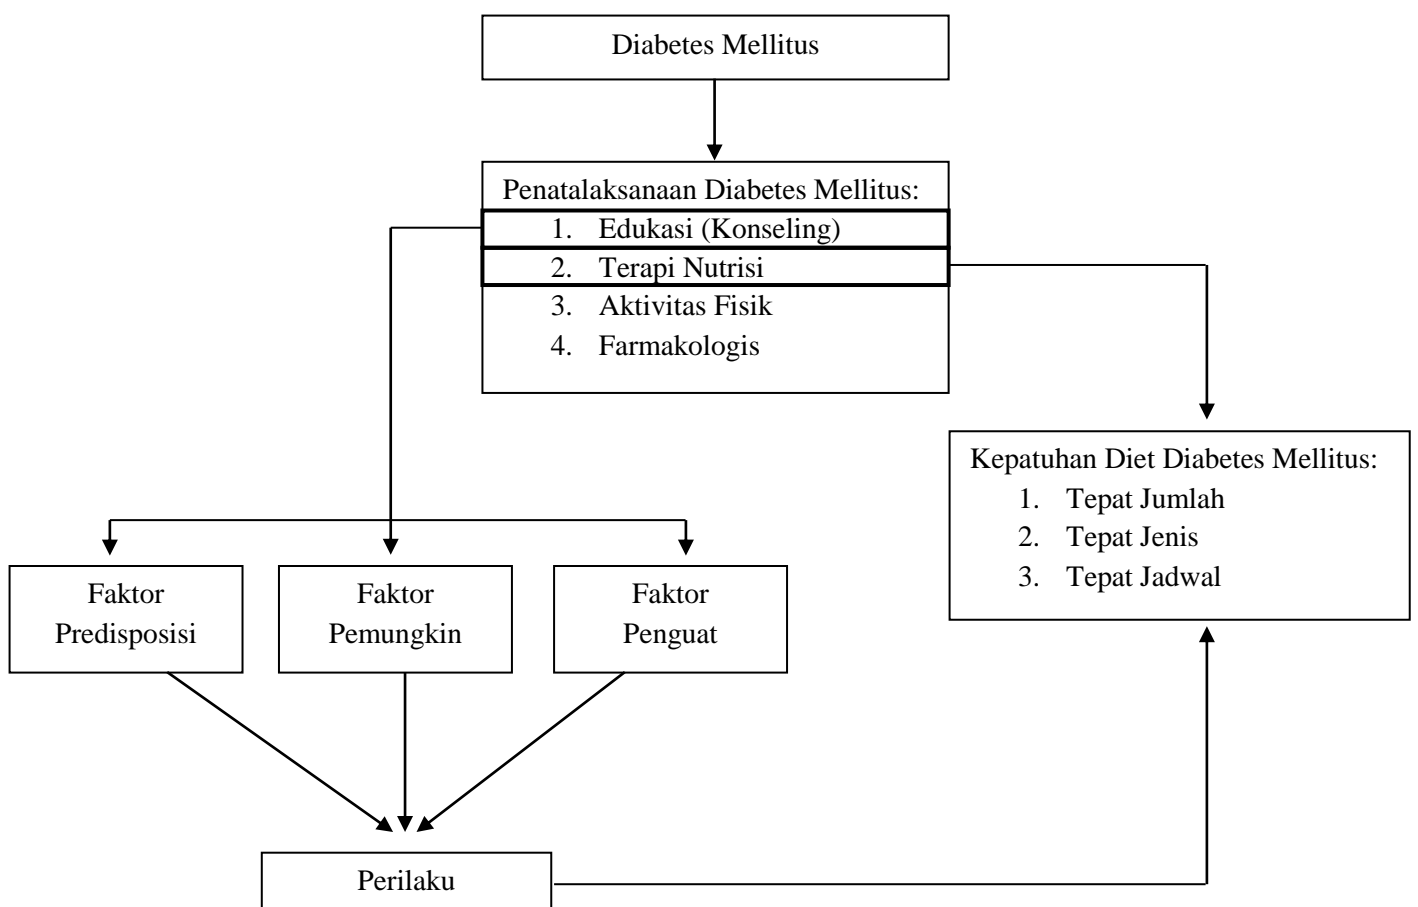 Diabetes Mellitus
Penatalaksanaan Diabetes Mellitus:
1. Edukasi (Konseling)
2. Terapi Nutrisi
3. Aktivitas Fisik
4. Farmakologis
Kepatuhan Diet Diabetes Mellitus:
1. Tepat Jumlah
2. Tepat Jenis
3. Tepat Jadwal
Faktor
Predisposisi
Faktor
Pemungkin
Faktor
Penguat
Perilaku